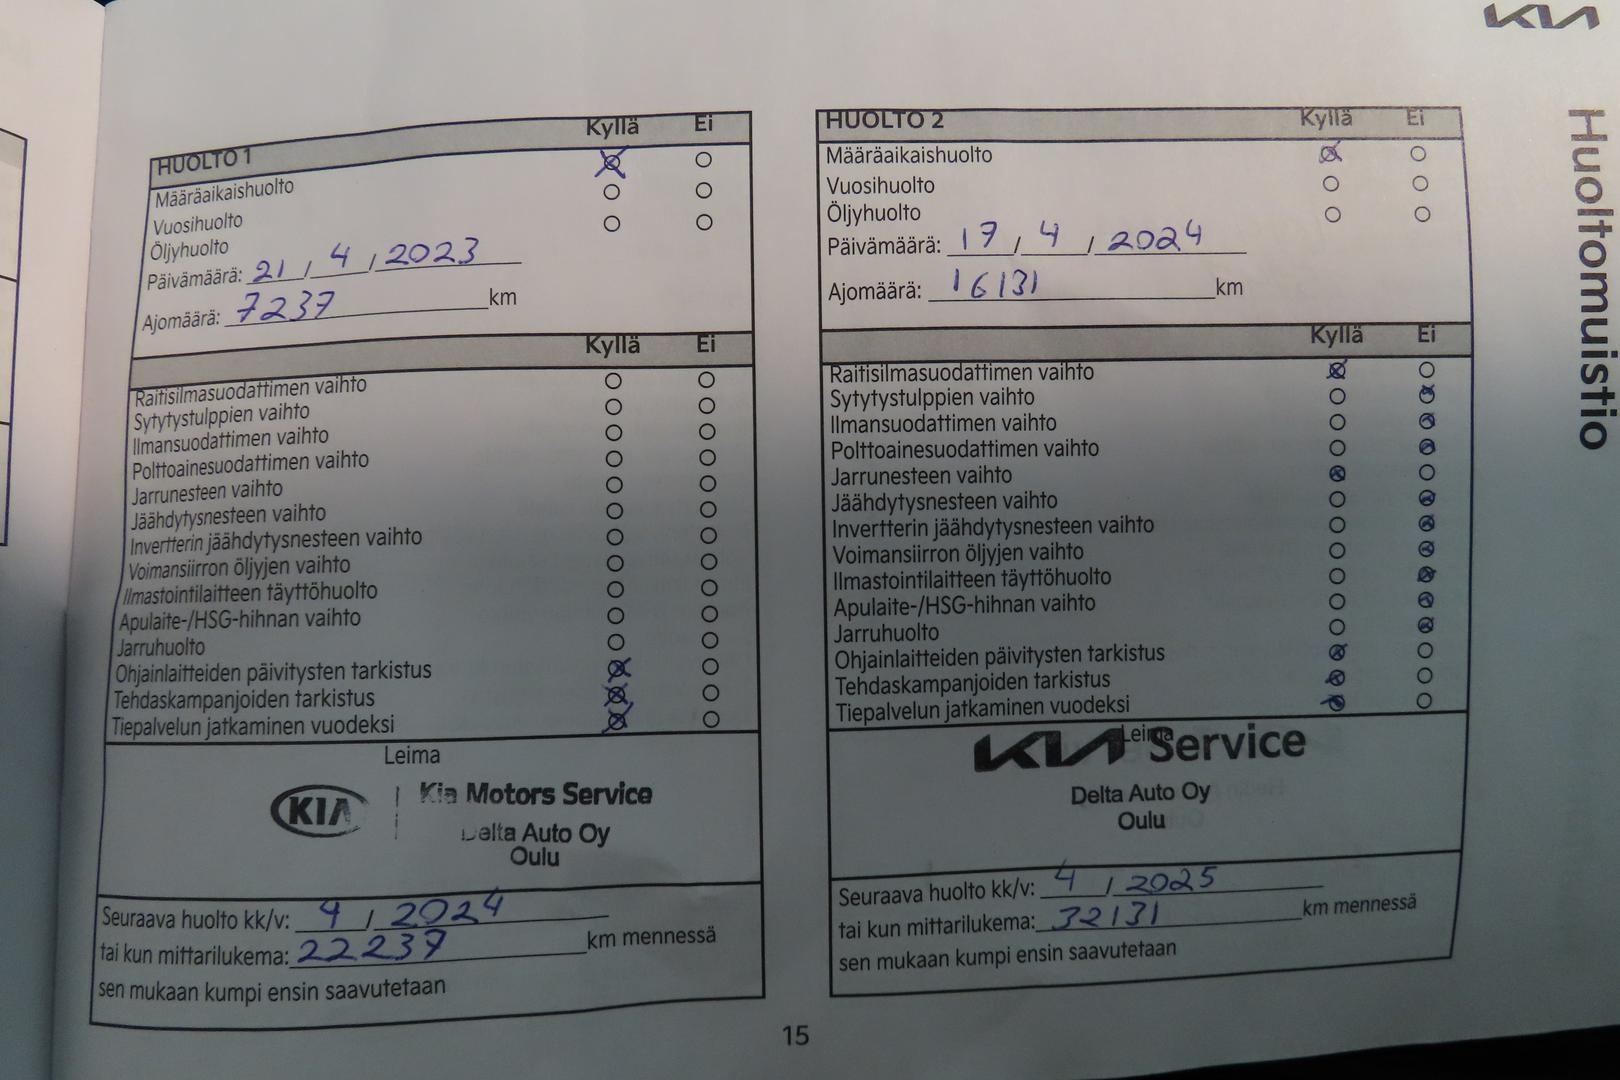 KIA
Huoltomuistio
HUOLTO 1 Kyllä Ei
Määräaikaishuolto
Vuosihuolto
Öljyhuolto
Päivämäärä: 21 / 4 / 2023
Ajomäärä: 7237 km
Kyllä Ei
Raitisilmasuodattimen vaihto
Sytytystulppien vaihto
Ilmansuodattimen vaihto
Polttoainesuodattimen vaihto
Jarrunesteen vaihto
Jäähdytysnesteen vaihto
Invertterin jäähdytysnesteen vaihto
Voimansiirron öljyjen vaihto
Ilmastointilaitteen täyttöhuolto
Apulaite-/HSG-hihnan vaihto
Jarruhuolto
Ohjainlaitteiden päivitysten tarkistus
Tehdaskampanjoiden tarkistus
Tiepalvelun jatkaminen vuodeksi
Leima
KIA Kia Motors Service
Delta Auto Oy
Oulu
Seuraava huolto kk/v: 4 / 2024
tai kun mittarilukema: 22237 km mennessä
sen mukaan kumpi ensin saavutetaan
HUOLTO 2 Kyllä Ei
Määräaikaishuolto
Vuosihuolto
Öljyhuolto
Päivämäärä: 17 / 4 / 2024
Ajomäärä: 16131 km
Kyllä Ei
Raitisilmasuodattimen vaihto
Sytytystulppien vaihto
Ilmansuodattimen vaihto
Polttoainesuodattimen vaihto
Jarrunesteen vaihto
Jäähdytysnesteen vaihto
Invertterin jäähdytysnesteen vaihto
Voimansiirron öljyjen vaihto
Ilmastointilaitteen täyttöhuolto
Apulaite-/HSG-hihnan vaihto
Jarruhuolto
Ohjainlaitteiden päivitysten tarkistus
Tehdaskampanjoiden tarkistus
Tiepalvelun jatkaminen vuodeksi
Leima
KIA Service
Delta Auto Oy
Oulu
Seuraava huolto kk/v: 4 / 2025
tai kun mittarilukema: 32131 km mennessä
sen mukaan kumpi ensin saavutetaan
15